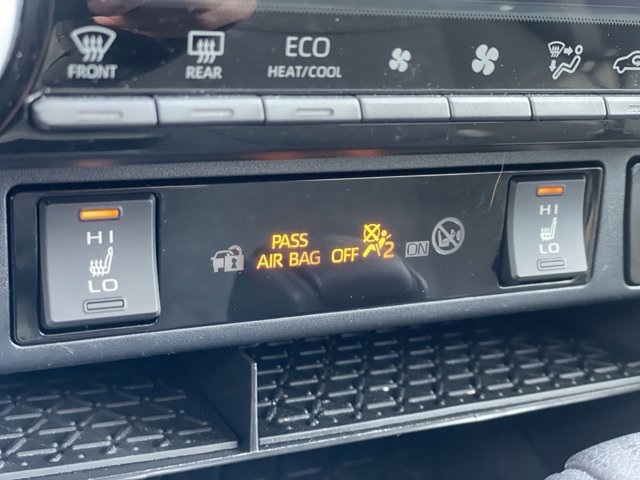 FRONT
REAR
ECO
HEAT/COOL
HI
LO
PASS
AIR BAG OFF 2 ON
HI
LO